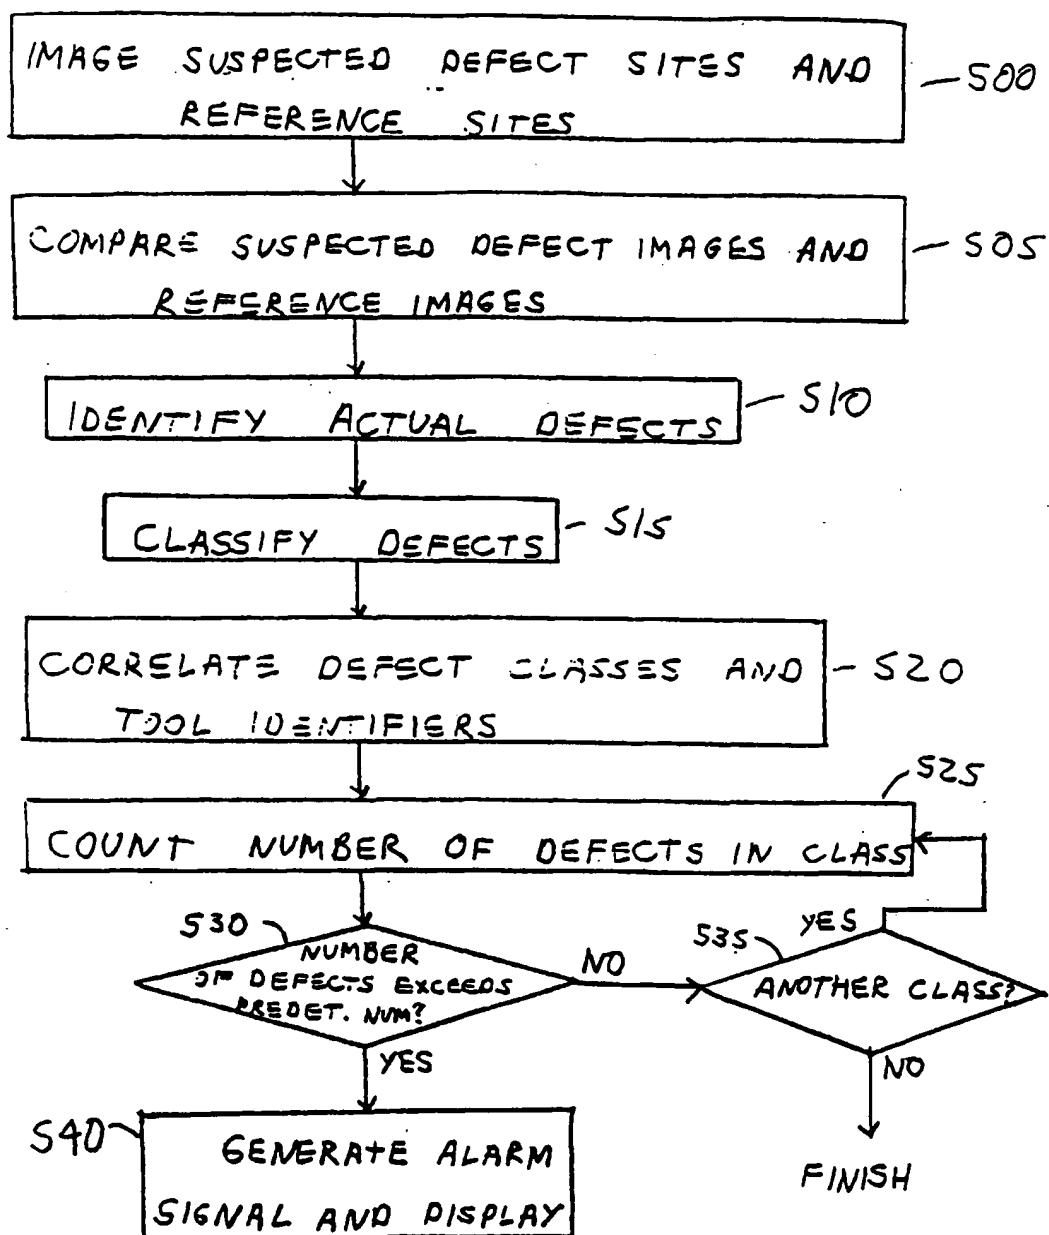 IMAGE SUSPECTED DEFECT SITES AND
REFERENCE SITES
500
COMPARE SUSPECTED DEFECT IMAGES AND
REFERENCE IMAGES
505
IDENTIFY ACTUAL DEFECTS
510
CLASSIFY DEFECTS
515
CORRELATE DEFECT CLASSES AND
TOOL IDENTIFIERS
520
525
COUNT NUMBER OF DEFECTS IN CLASS
530
NUMBER
OF DEFECTS EXCEEDS
PREDET. NUM?
NO
YES
535
YES
ANOTHER CLASS?
NO
FINISH
540
GENERATE ALARM
SIGNAL AND DISPLAY